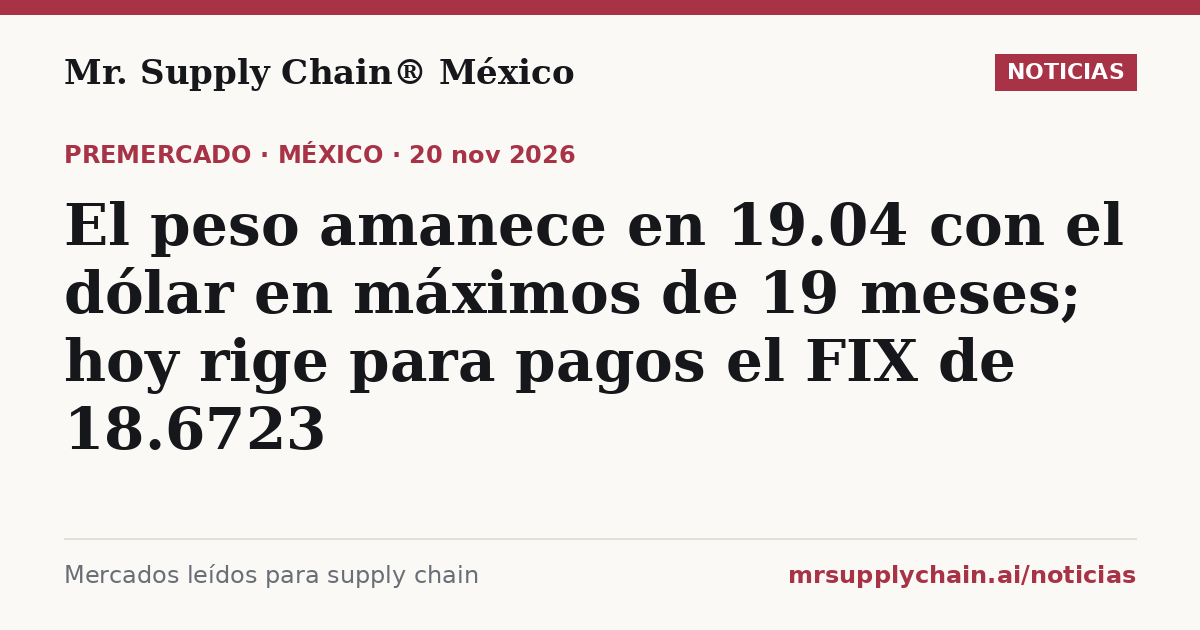 Mr. Supply Chain® México
NOTICIAS
PREMERCADO · MÉXICO · 20 nov 2026
El peso amanece en 19.04 con el
dólar en máximos de 19 meses;
hoy rige para pagos el FIX de
18.6723
Mercados leídos para supply chain
mrsupplychain.ai/noticias